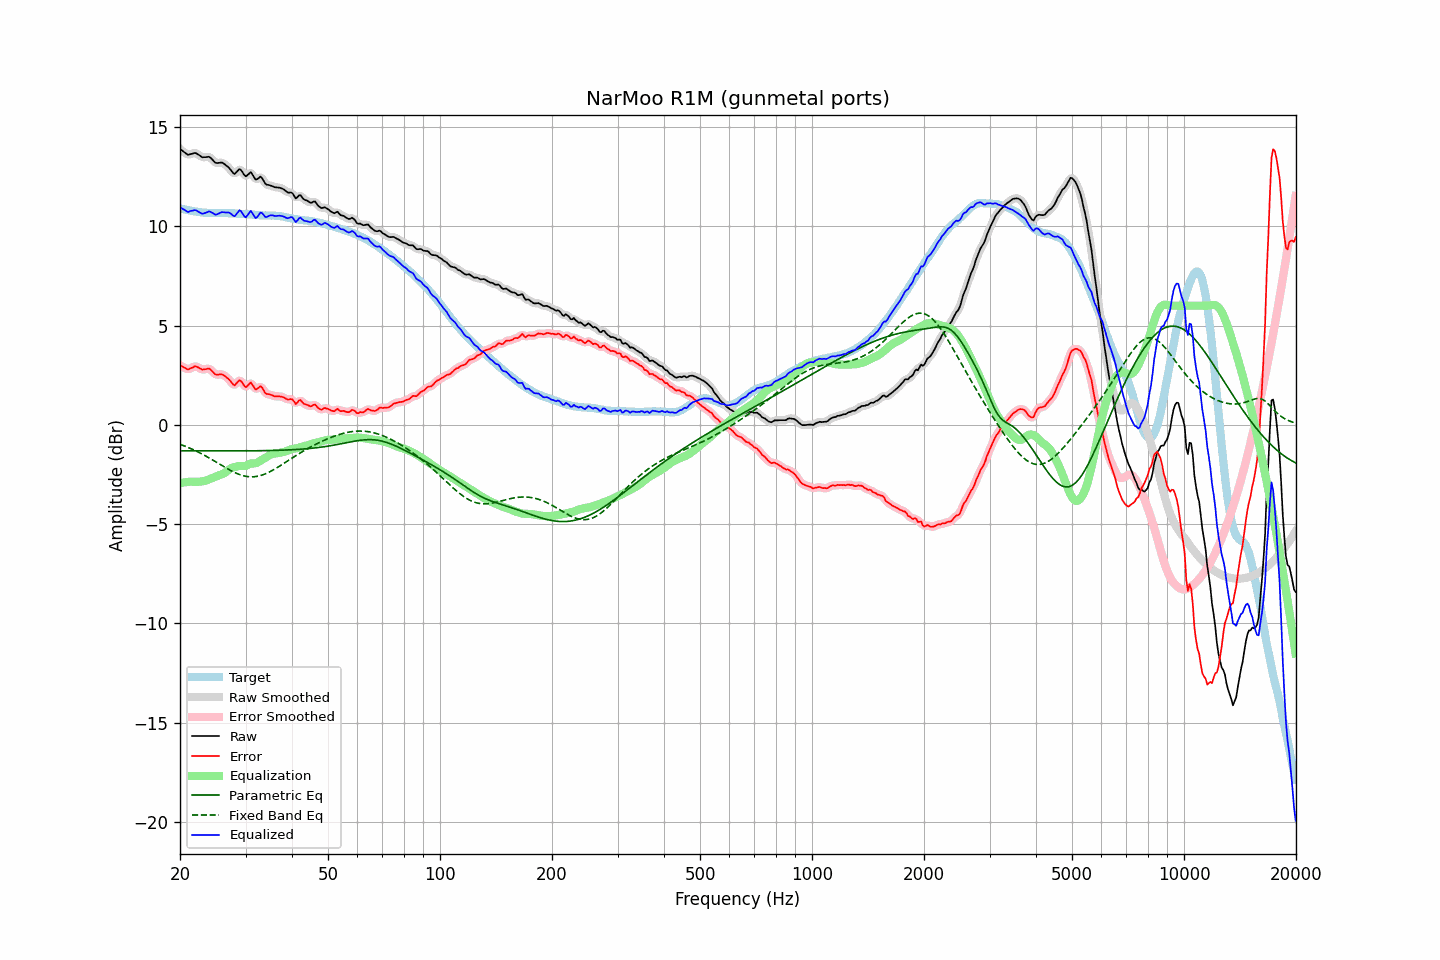 NarMoo R1M (gunmetal ports)
15
10
5
0
−5
−10
−15
−20
Amplitude (dBr)
Target
Raw Smoothed
Error Smoothed
Raw
Error
Equalization
Parametric Eq
Fixed Band Eq
Equalized
20 50 100 200 500 1000 2000 5000 10000 20000
Frequency (Hz)